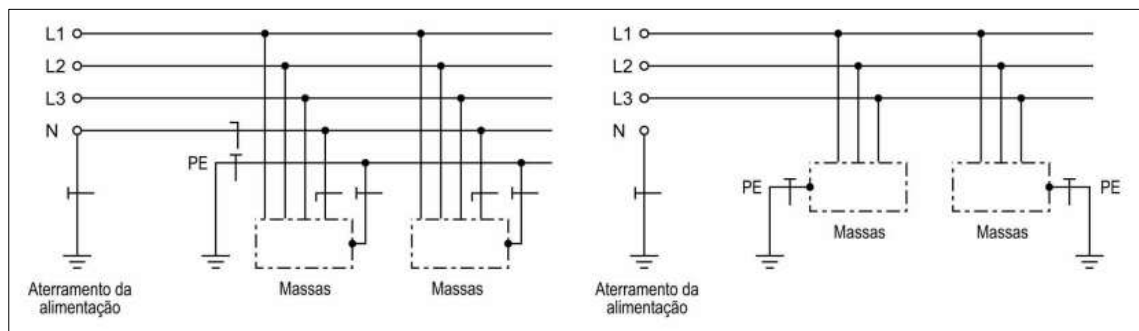 L1
L2
L3
N
PE
Aterramento da
alimentação
Massas
Massas
L1
L2
L3
N
PE
PE
Massas
Massas
Aterramento da
alimentação